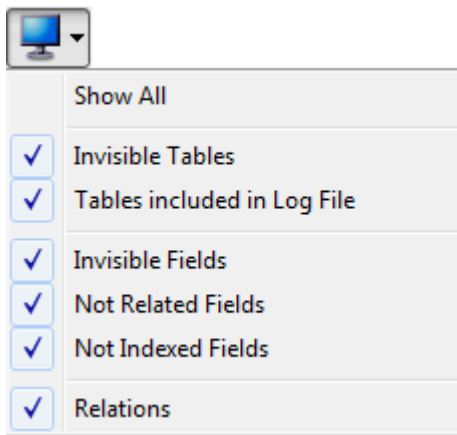 Show All
Invisible Tables
Tables included in Log File
Invisible Fields
Not Related Fields
Not Indexed Fields
Relations